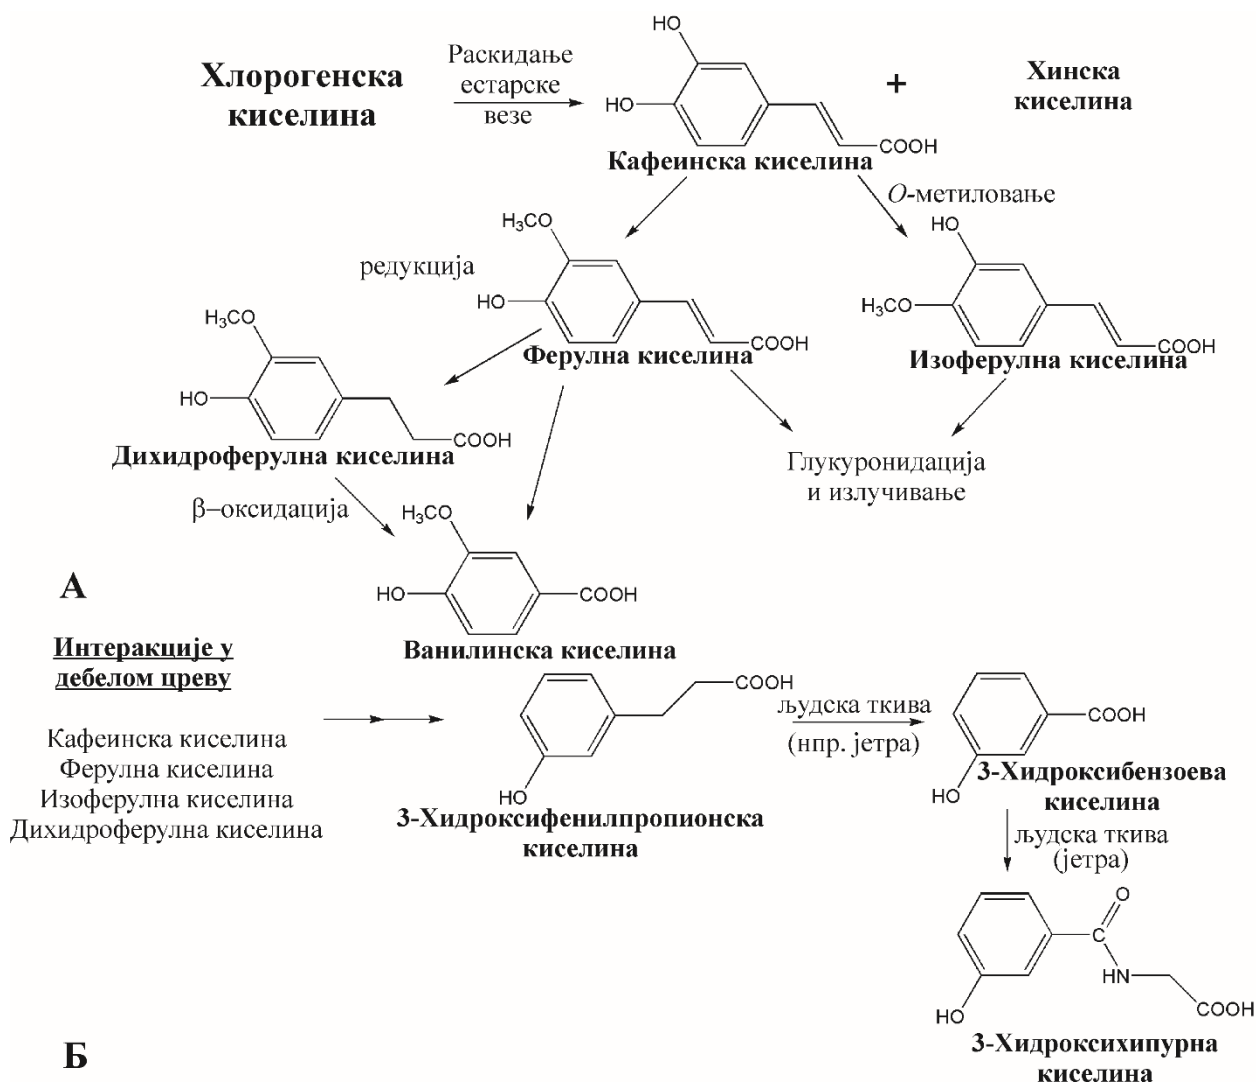 Хлорогенска
киселина
Раскидање
естарске
везе
HO
HO
COOH
Кафеинска киселина
+
Хинска
киселина
O-метиловање
H₃CO
HO
COOH
Ферулна киселина
редукција
HO
H₃CO
COOH
Изоферулна киселина
H₃CO
HO
COOH
Дихидроферулна киселина
Глукуронидација
и излучивање
β–оксидација
H₃CO
HO
COOH
Ванилинска киселина
А
Интеракције у
дебелом цреву
Кафеинска киселина
Ферулна киселина
Изоферулна киселина
Дихидроферулна киселина
COOH
HO
3-Хидроксифенилпропионска
киселина
људска ткива
(нпр. јетра)
COOH
HO
3-Хидроксибензоева
киселина
људска ткива
(јетра)
O
C
HN
HO
COOH
3-Хидроксихипурна
киселина
Б